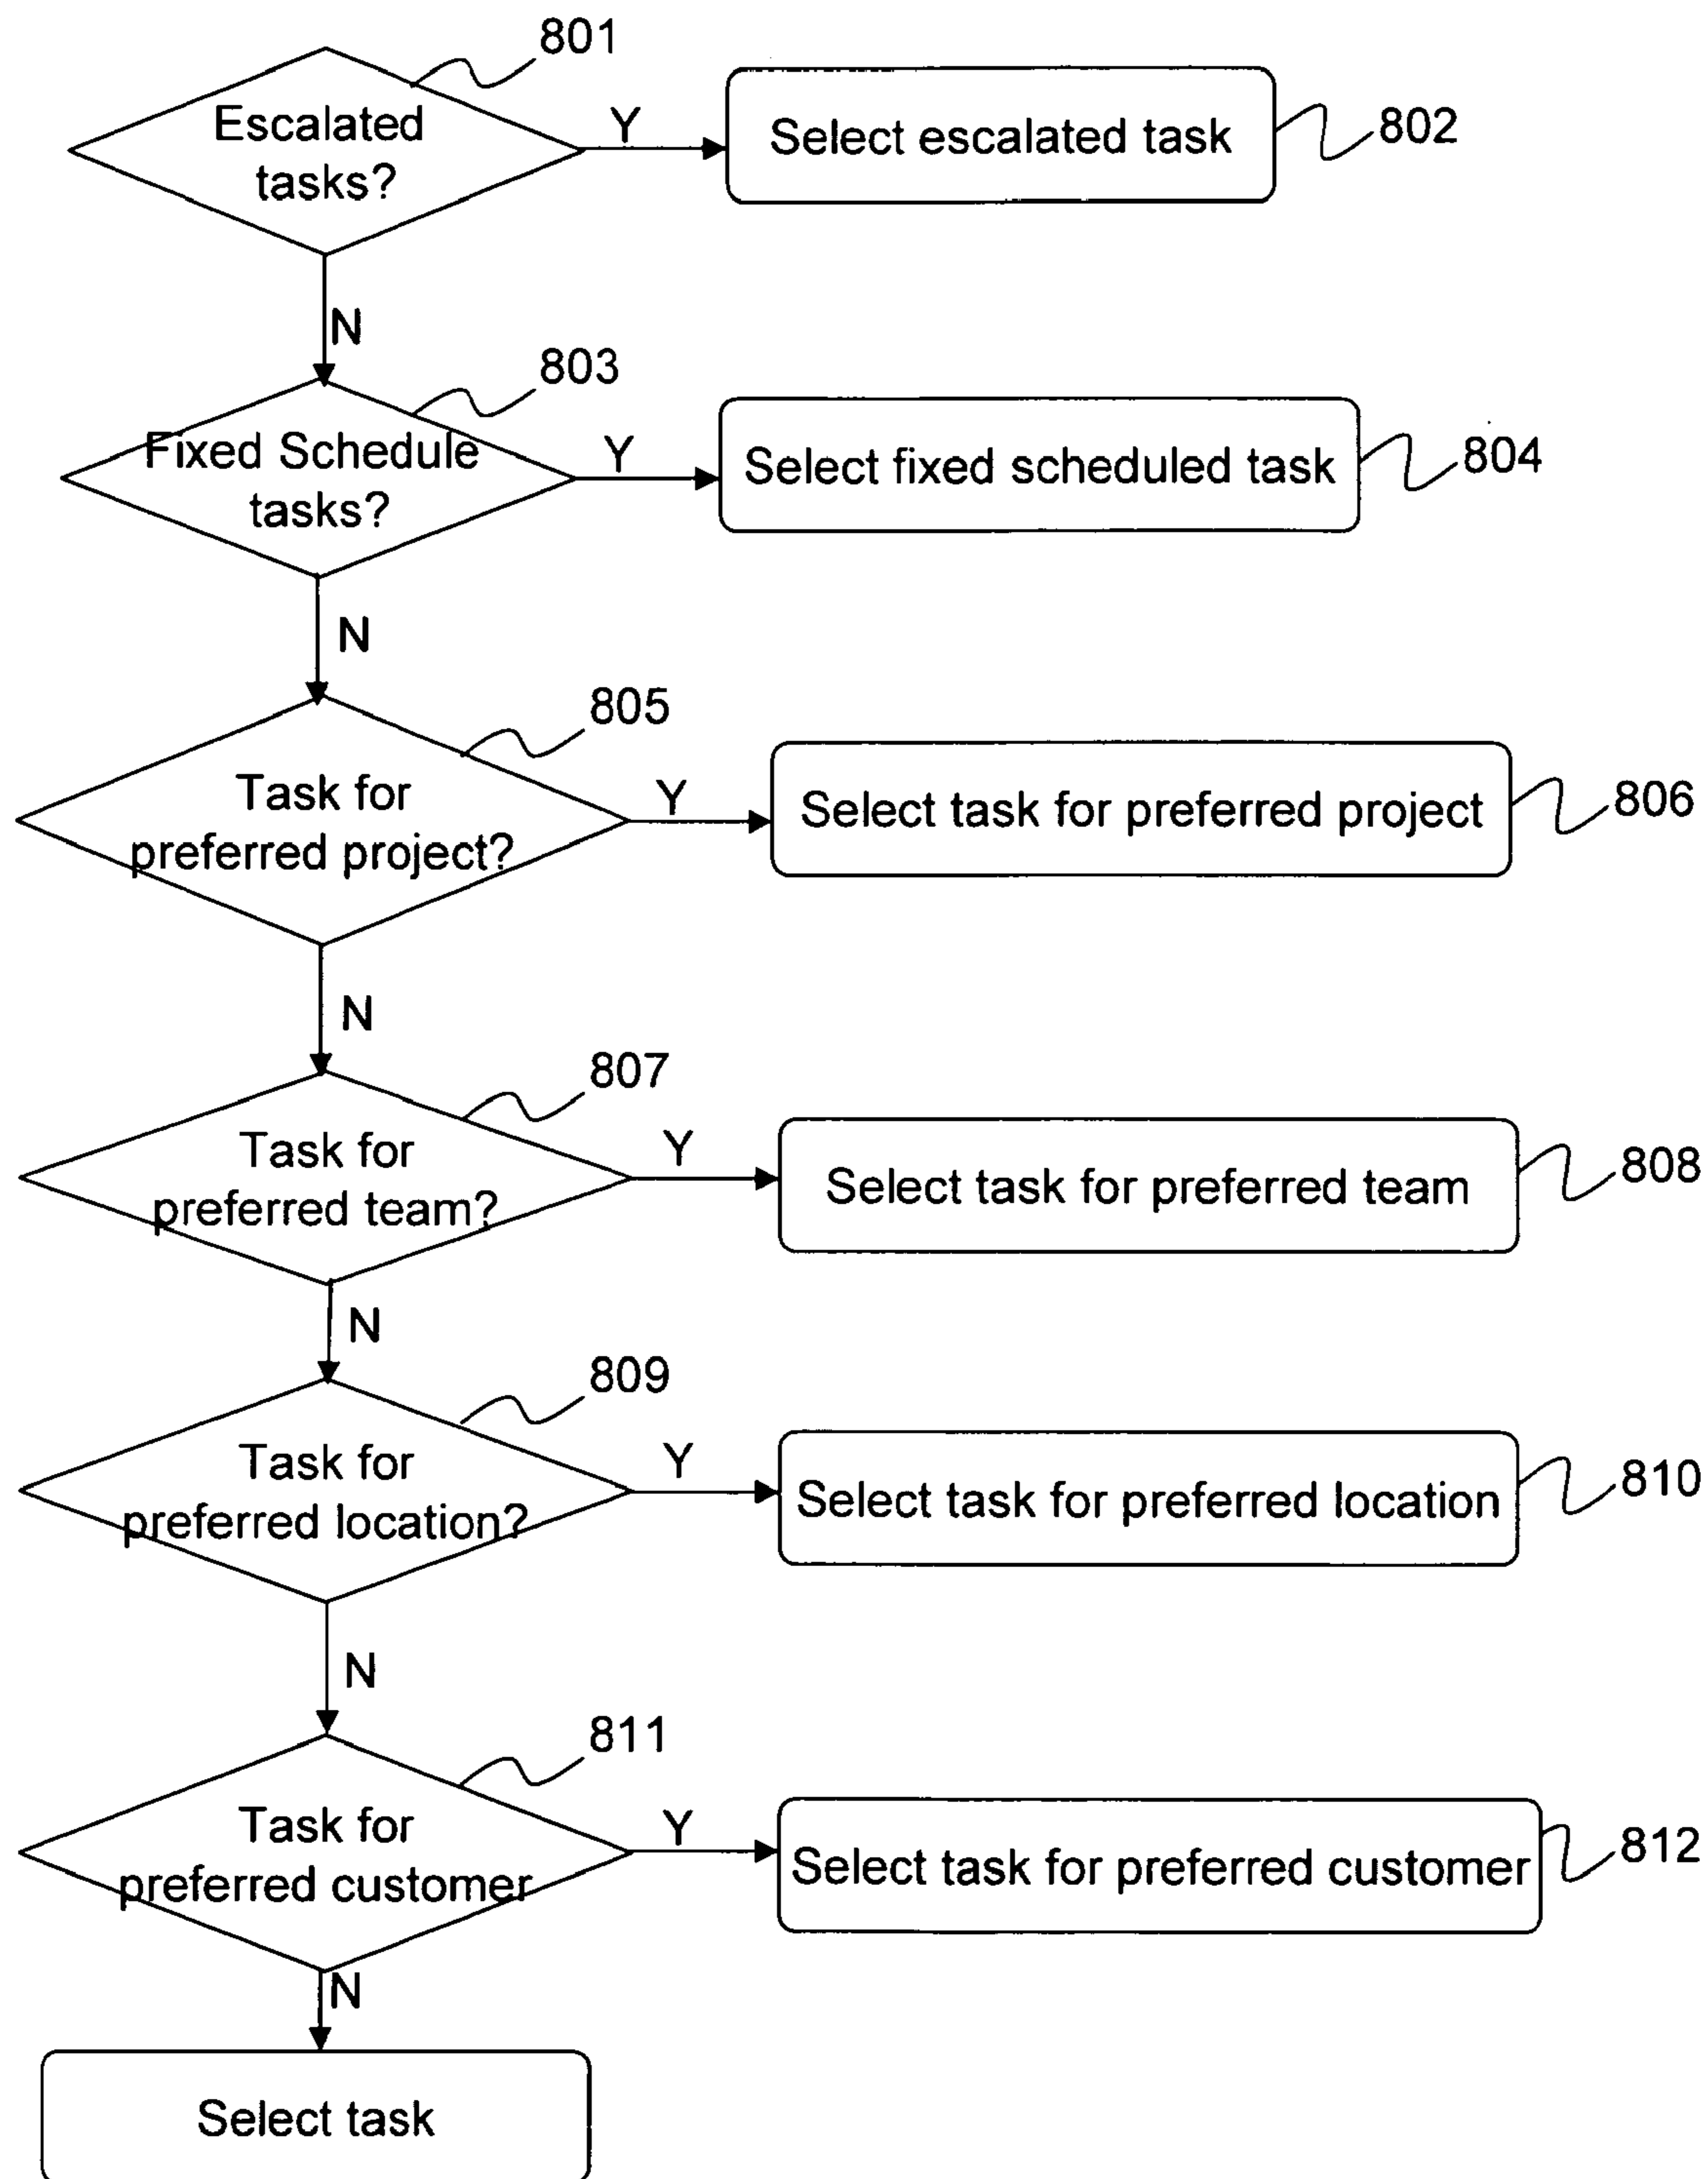 801
Escalated
tasks?
Y
Select escalated task
802
N
803
Fixed Schedule
tasks?
Y
Select fixed scheduled task
804
N
805
Task for
preferred project?
Y
Select task for preferred project
806
N
807
Task for
preferred team?
Y
Select task for preferred team
808
N
809
Task for
preferred location?
Y
Select task for preferred location
810
N
811
Task for
preferred customer
Y
Select task for preferred customer
812
N
Select task